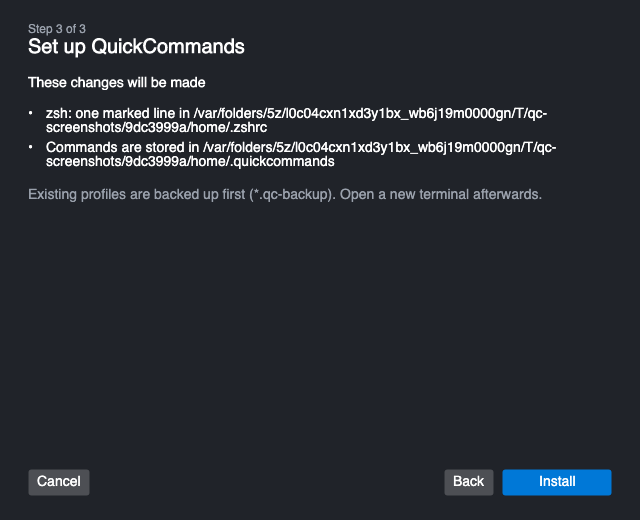 Step 3 of 3
Set up QuickCommands
These changes will be made
• zsh: one marked line in /var/folders/5z/l0c04cxn1xd3y1bx_wb6j19m0000gn/T/qc-
screenshots/9dc3999a/home/.zshrc
• Commands are stored in /var/folders/5z/l0c04cxn1xd3y1bx_wb6j19m0000gn/T/qc-
screenshots/9dc3999a/home/.quickcommands
Existing profiles are backed up first (*.qc-backup). Open a new terminal afterwards.
Cancel
Back
Install